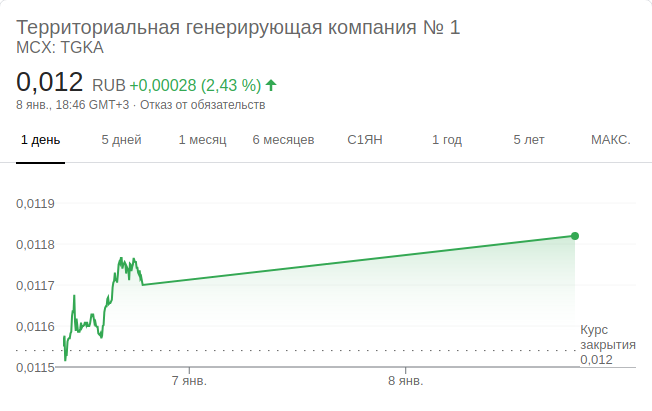 Территориальная генерирующая компания № 1
MCX: TGKA
0,012 RUB +0,00028 (2,43 %)
8 янв., 18:46 GMT+3 · Отказ от обязательств
1 день 5 дней 1 месяц 6 месяцев С1ЯН 1 год 5 лет МАКС.
0,0119
0,0118
0,0117
0,0116
0,0115
Курс
закрытия
0,012
7 янв. 8 янв.